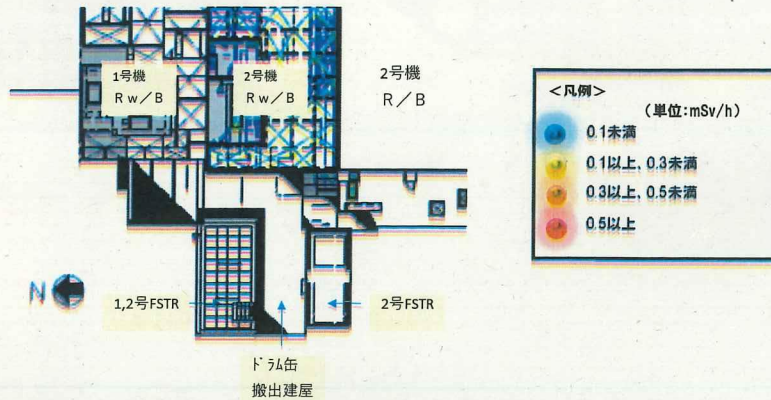 1号機
Rw/B
2号機
Rw/B
2号機
R/B
<凡例>
(単位:mSv/h)
0.1未満
0.1以上、0.3未満
0.3以上、0.5未満
0.5以上
N
1,2号FSTR
2号FSTR
ドラム缶
搬出建屋